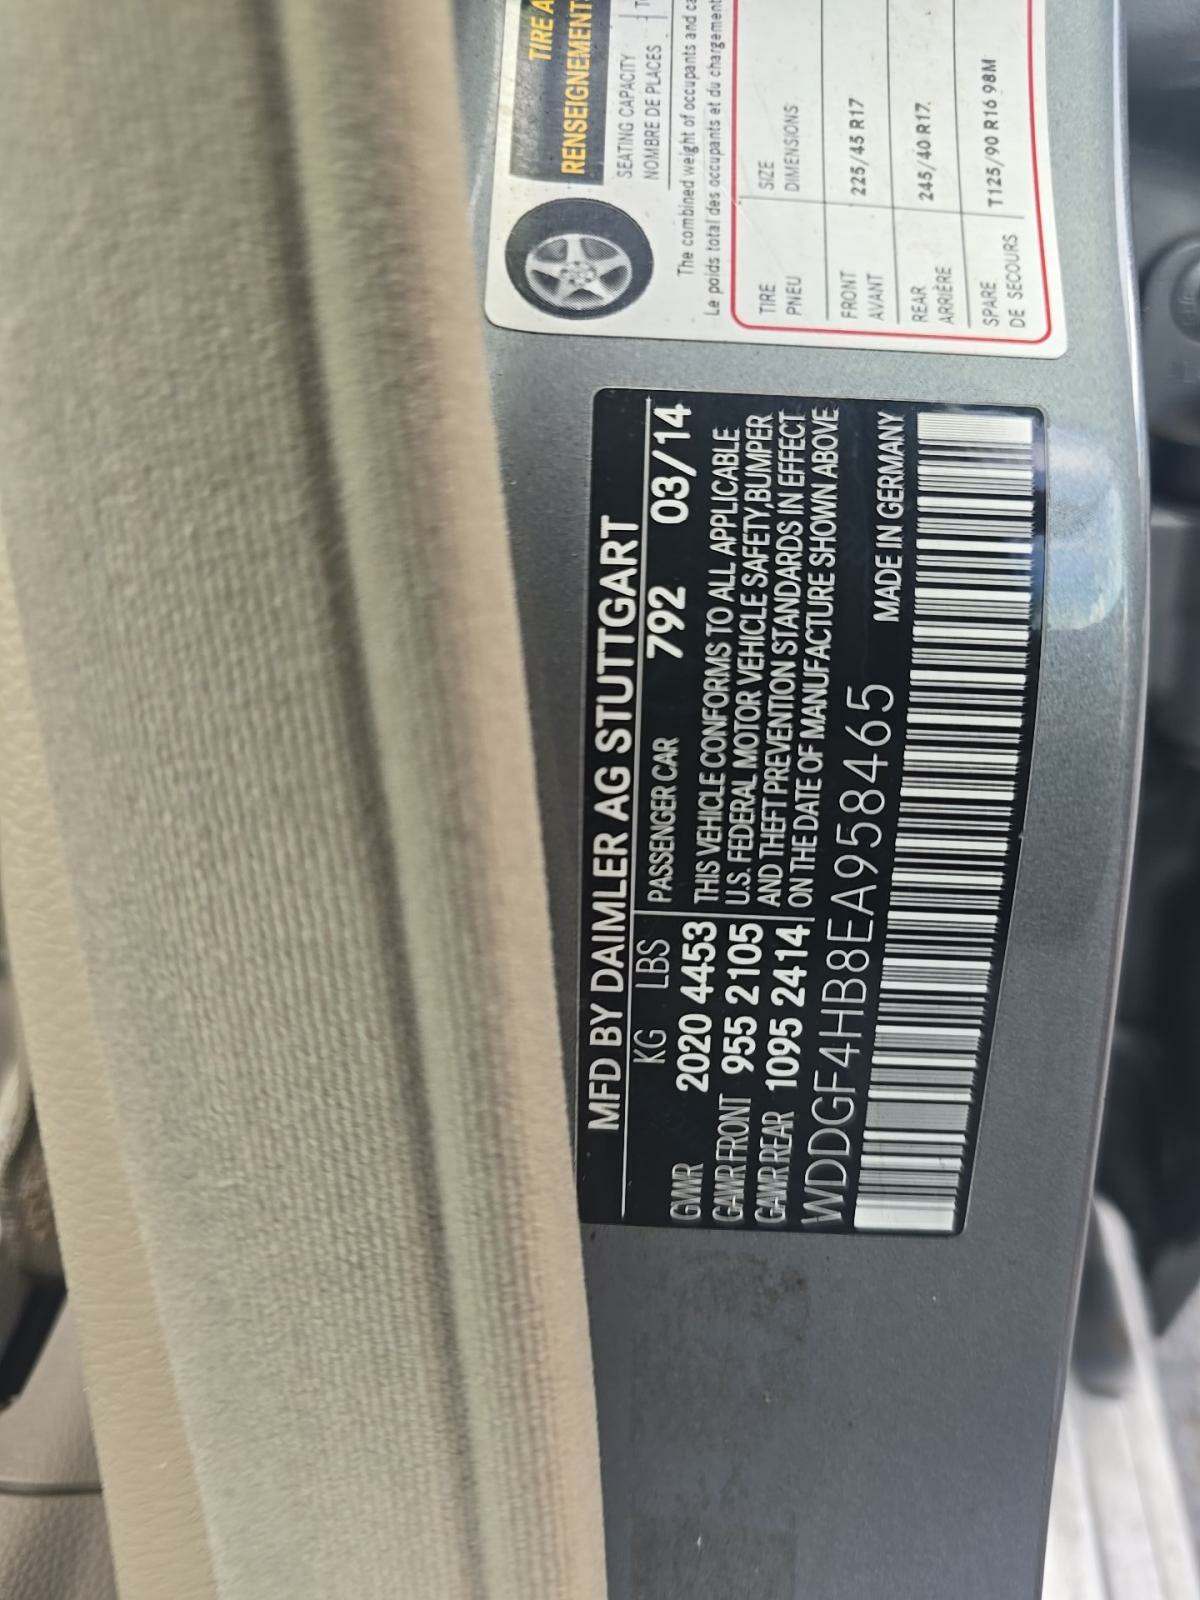 MFD BY DAIMLER AG STUTTGART
KG LBS PASSENGER CAR 792 03/14
GVWR 2020 4453 THIS VEHICLE CONFORMS TO ALL APPLICABLE
GAWR FRONT 955 2105 U.S. FEDERAL MOTOR VEHICLE SAFETY,BUMPER
GAWR REAR 1095 2414 AND THEFT PREVENTION STANDARDS IN EFFECT
ON THE DATE OF MANUFACTURE SHOWN ABOVE
WDDGF4HB8EA958465 MADE IN GERMANY
TIRE A
RENSEIGNEMENT
SEATING CAPACITY
NOMBRE DE PLACES
The combined weight of occupants and ca
Le poids total des occupants et du chargement
TIRE SIZE
PNEU DIMENSIONS
FRONT 225/45 R17
AVANT
REAR 245/40 R17
ARRIÈRE
SPARE T125/90 R16 98M
DE SECOURS